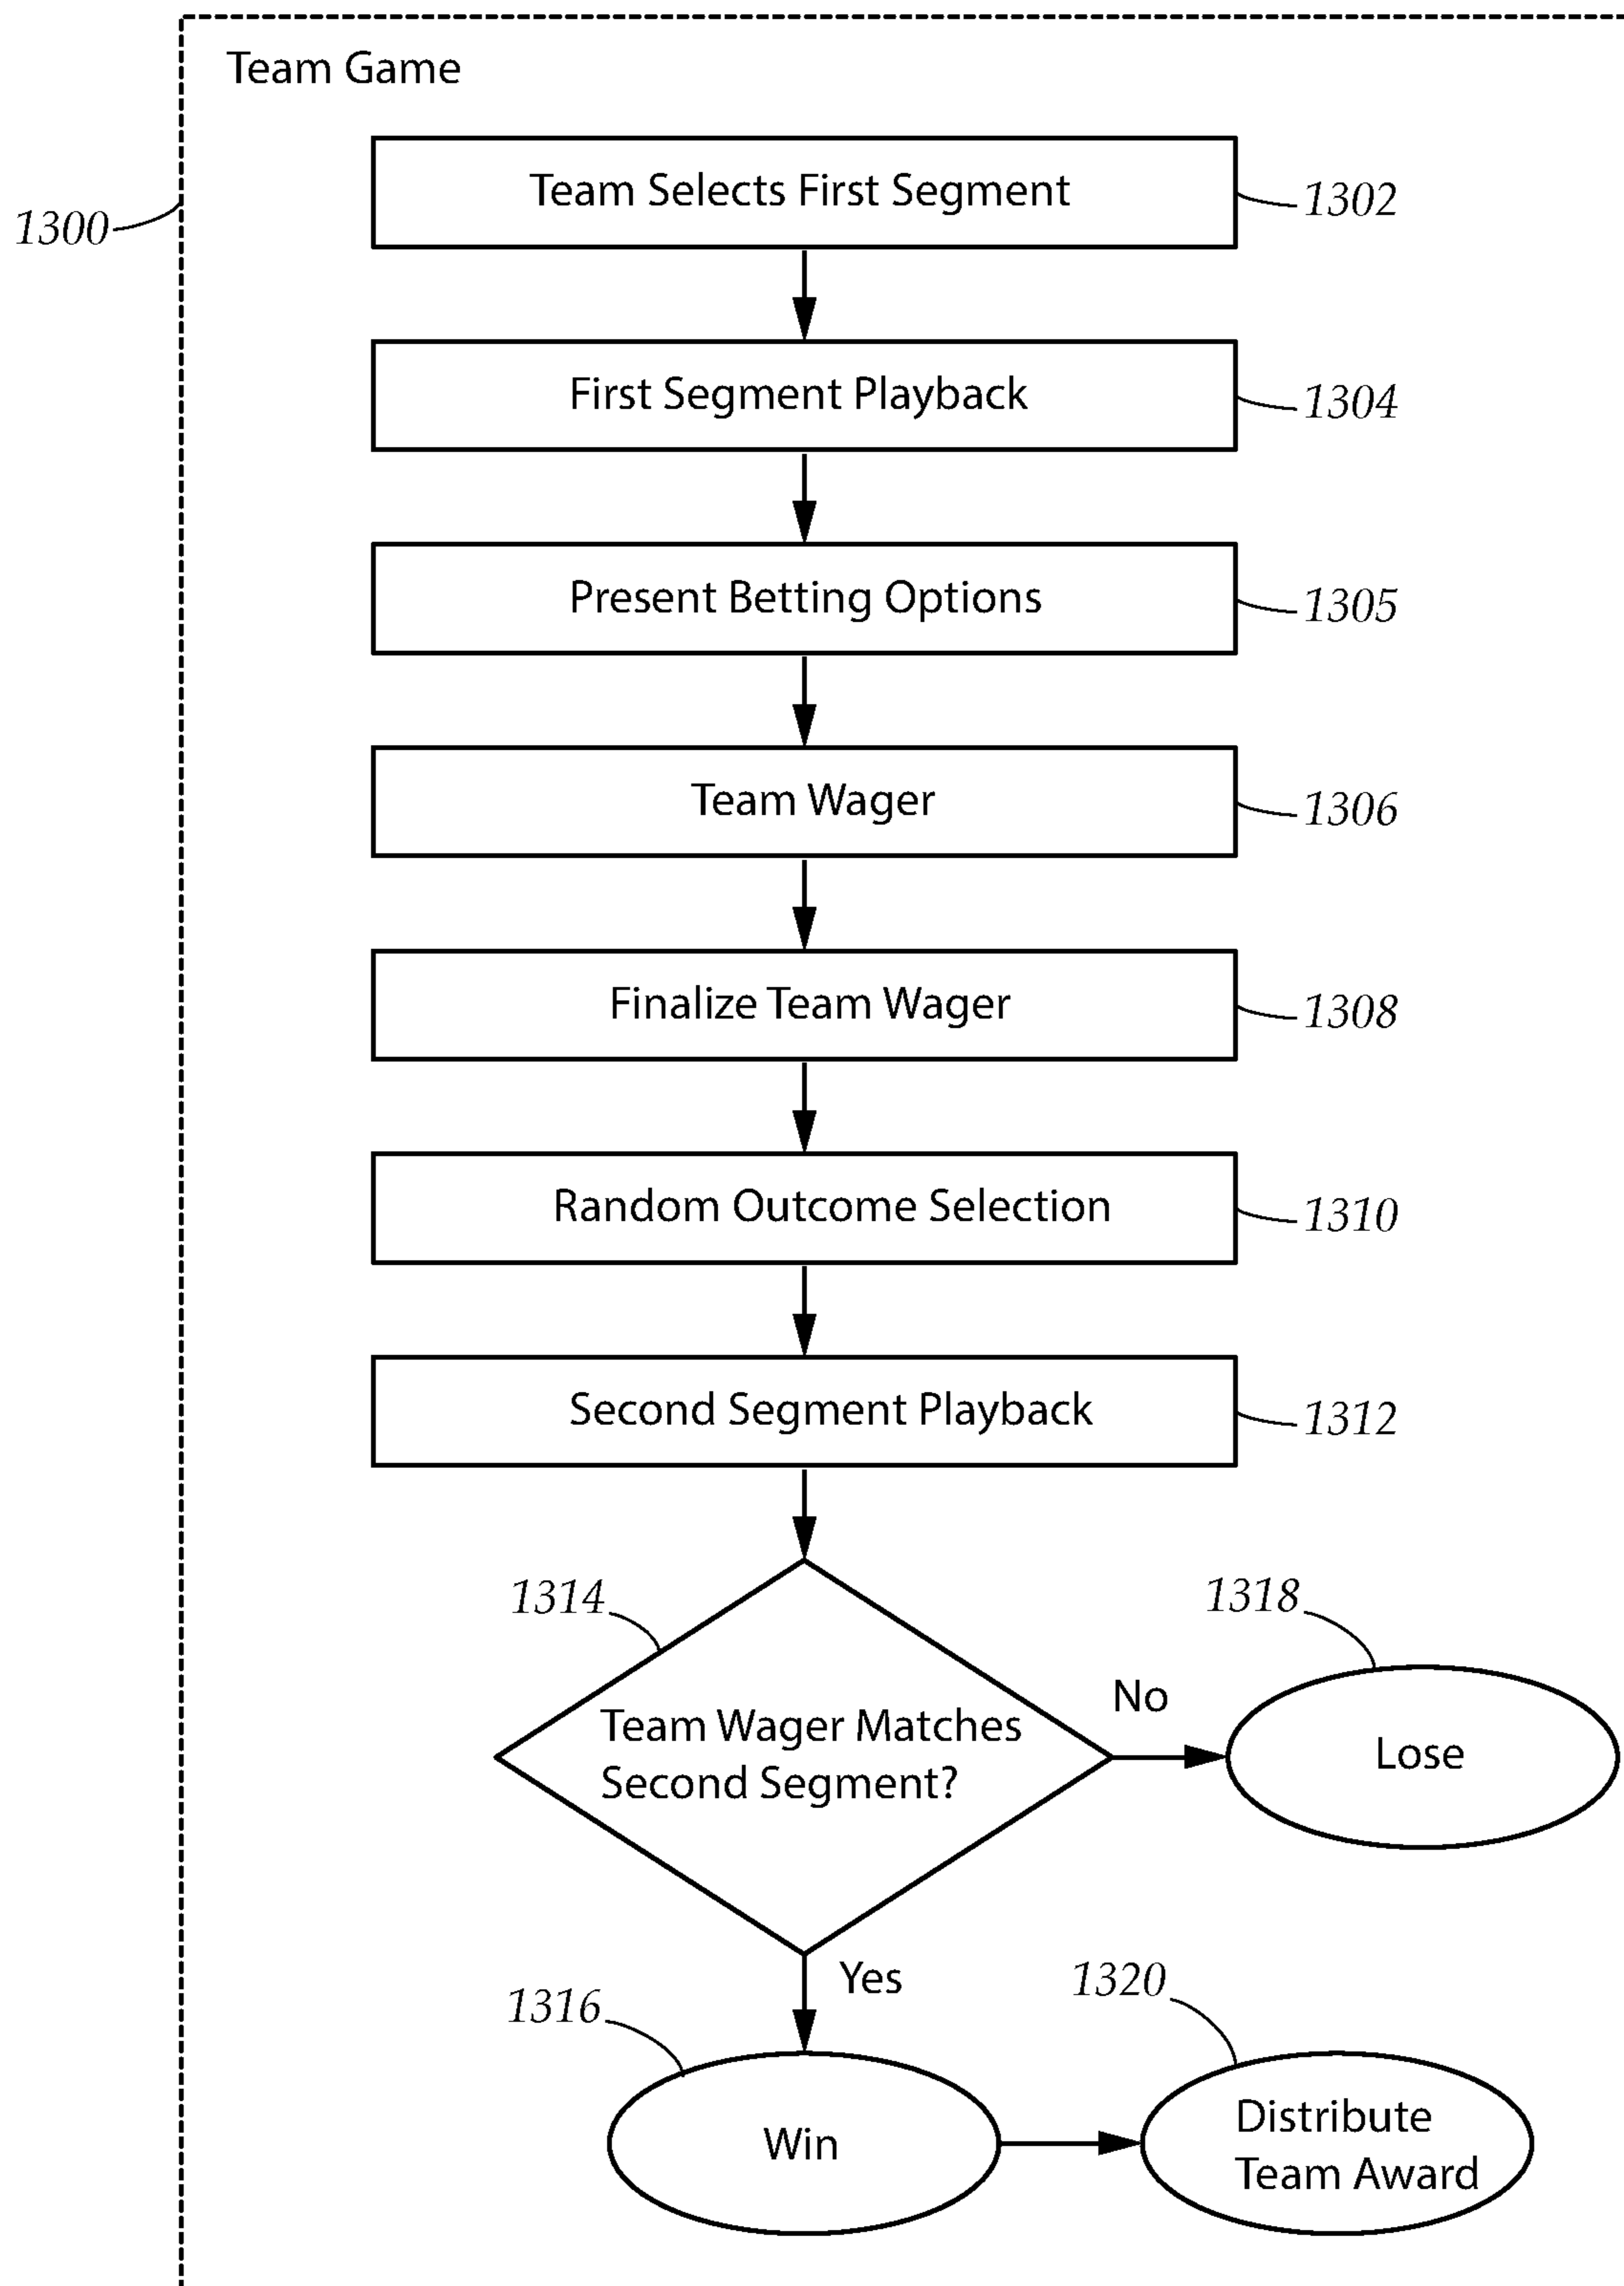 Team Game
1300
Team Selects First Segment
1302
First Segment Playback
1304
Present Betting Options
1305
Team Wager
1306
Finalize Team Wager
1308
Random Outcome Selection
1310
Second Segment Playback
1312
1314
1318
Team Wager Matches
Second Segment?
No
Lose
Yes
1316
1320
Win
Distribute
Team Award